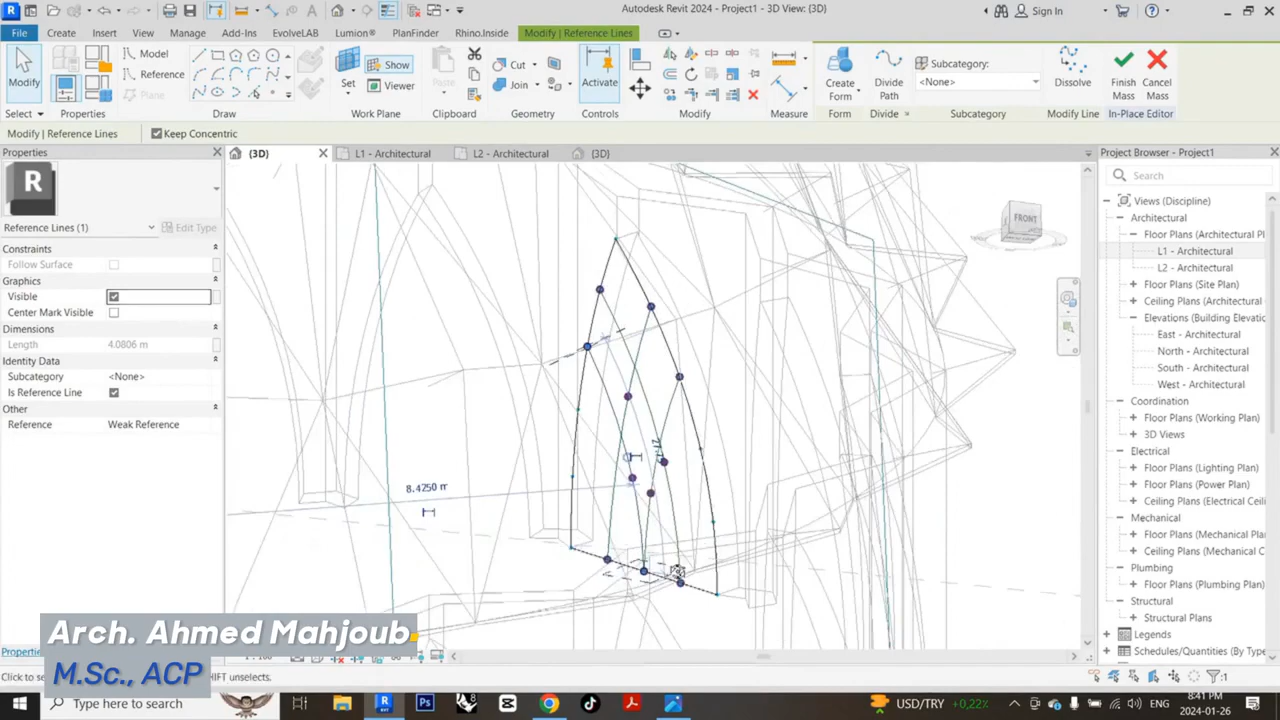 Autodesk Revit 2024 - Project1 - 3D View: {3D}
Sign In
File
Create
Insert
View
Manage
Add-Ins
EvolveLAB
Lumion®
PlanFinder
Rhino.Inside
Modify | Reference Lines
Modify
Model
Reference
Plane
Set
Show
Viewer
Paste
Cut
Join
Activate
Create
Form
Divide
Path
Subcategory:
<None>
Dissolve
Finish
Mass
Cancel
Mass
Select
Properties
Draw
Work Plane
Clipboard
Geometry
Controls
Modify
Measure
Form
Divide
Subcategory
Modify Line
In-Place Editor
Modify | Reference Lines
Keep Concentric
Properties
{3D}
L1 - Architectural
L2 - Architectural
{3D}
Project Browser - Project1
R
Reference Lines (1)
Edit Type
Constraints
Follow Surface
Graphics
Visible
Center Mark Visible
Dimensions
Length 4.0806 m
Identity Data
Subcategory <None>
Is Reference Line
Other
Reference Weak Reference
8.4250 m
FRONT
Search
Views (Discipline)
Architectural
Floor Plans (Architectural Pl
L1 - Architectural
L2 - Architectural
Floor Plans (Site Plan)
Ceiling Plans (Architectural
Elevations (Building Elevatio
East - Architectural
North - Architectural
South - Architectural
West - Architectural
Coordination
Floor Plans (Working Plan)
3D Views
Electrical
Floor Plans (Lighting Plan)
Floor Plans (Power Plan)
Ceiling Plans (Electrical Ceil
Mechanical
Floor Plans (Mechanical Pla
Ceiling Plans (Mechanical C
Plumbing
Floor Plans (Plumbing Plan)
Structural
Structural Plans
Legends
Schedules/Quantities (By Type
Arch. Ahmed Mahjoub.
M.Sc., ACP
SHIFT unselects.
:1
Type here to search
USD/TRY +0,22%
8:41 PM
2024-01-26